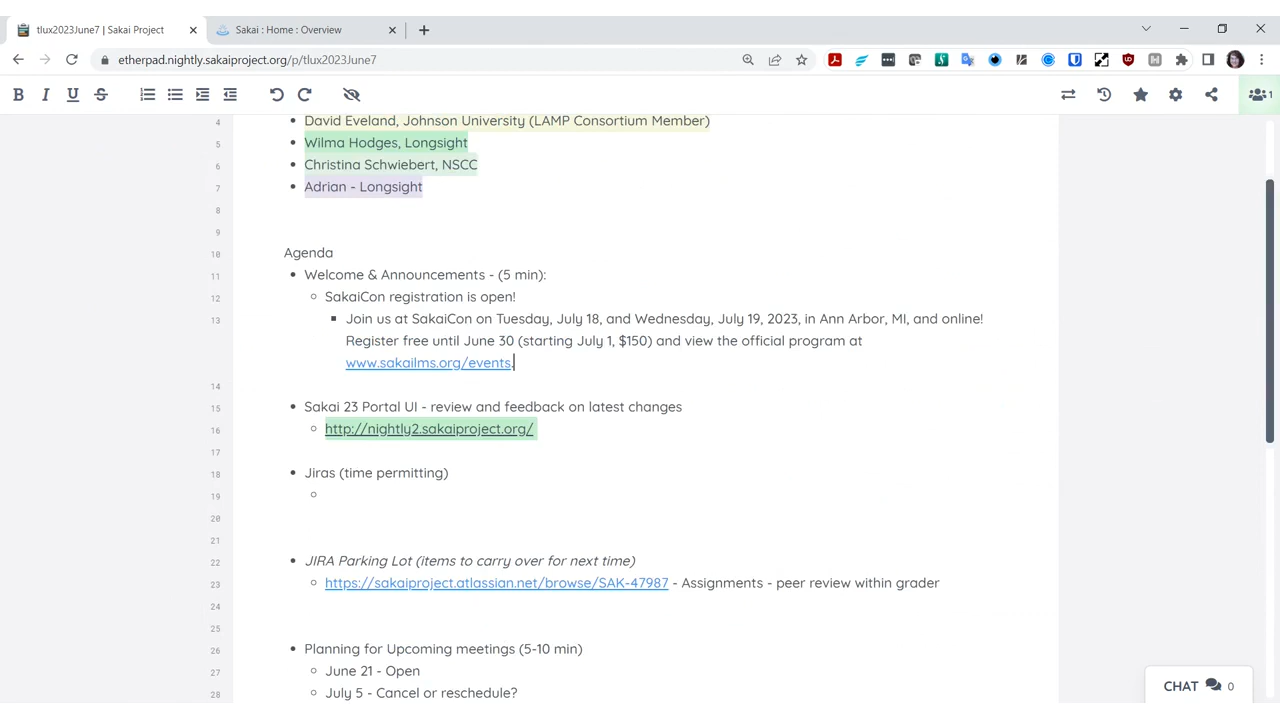 tlux2023June7 | Sakai Project
Sakai : Home : Overview
etherpad.nightly.sakaiproject.org/p/tlux2023June7
B I U S
1
4 David Eveland, Johnson University (LAMP Consortium Member)
5 Wilma Hodges, Longsight
6 Christina Schwiebert, NSCC
7 Adrian - Longsight
8
9
10 Agenda
11 Welcome & Announcements - (5 min):
12 SakaiCon registration is open!
13 Join us at SakaiCon on Tuesday, July 18, and Wednesday, July 19, 2023, in Ann Arbor, MI, and online!
Register free until June 30 (starting July 1, $150) and view the official program at
www.sakailms.org/events.
14
15 Sakai 23 Portal UI - review and feedback on latest changes
16 http://nightly2.sakaiproject.org/
17
18 Jiras (time permitting)
19
20
21
22 JIRA Parking Lot (items to carry over for next time)
23 https://sakaiproject.atlassian.net/browse/SAK-47987 - Assignments - peer review within grader
24
25
26 Planning for Upcoming meetings (5-10 min)
27 June 21 - Open
28 July 5 - Cancel or reschedule?
CHAT 0